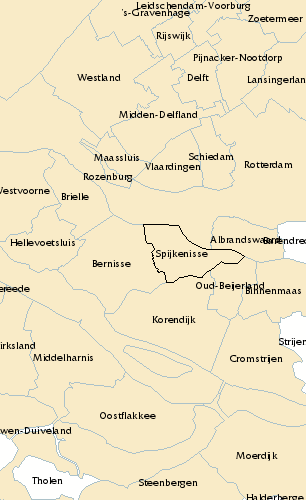 Leidschendam-Voorburg
's-Gravenhage
Zoetermeer
Rijswijk
Pijnacker-Nootdorp
Westland
Delft
Lansingerlan
Midden-Delfland
Maassluis
Schiedam
Vlaardingen
Rotterdam
Rozenburg
Westvoorne
Brielle
Albrandswaard
Barendrec
Hellevoetsluis
Spijkenisse
Bernisse
Oud-Beijerland
Binnenmaas
ereede
Korendijk
Strijen
irksland
Middelharnis
Cromstrijen
Oostflakkee
wen-Duiveland
Moerdijk
Tholen
Steenbergen
Halderberge